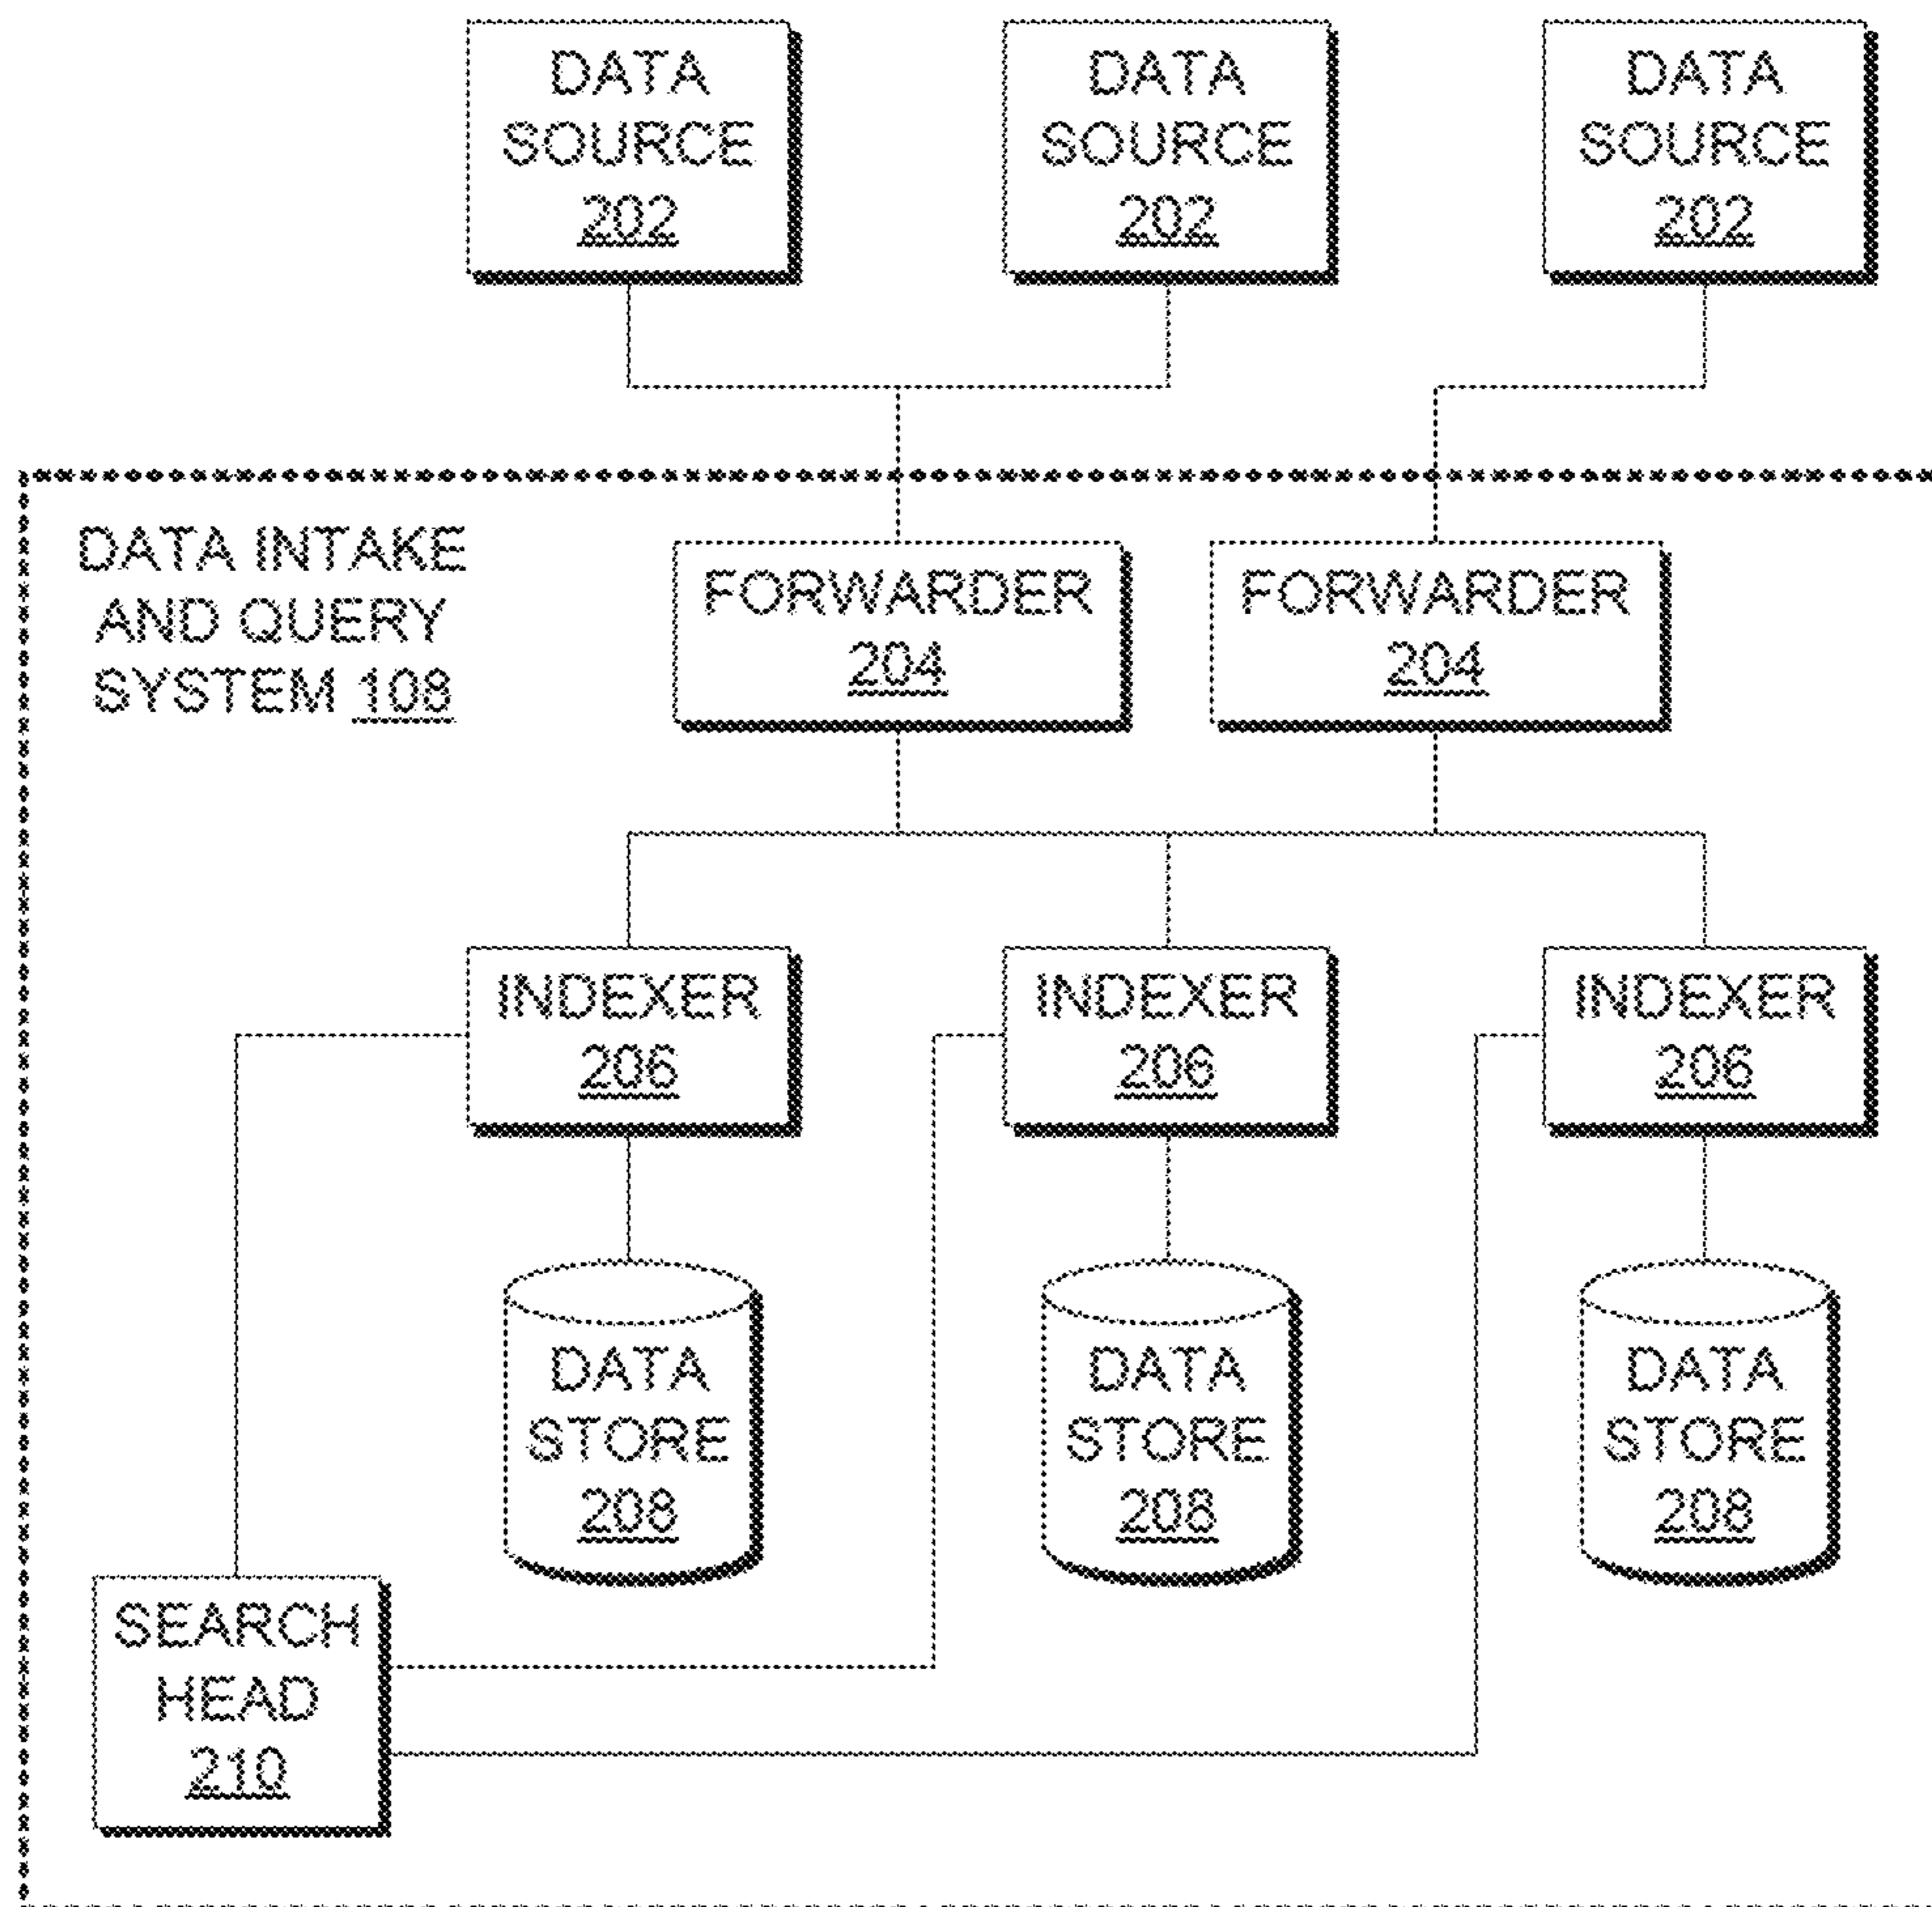 DATA
SOURCE
202
DATA
SOURCE
202
DATA
SOURCE
202
DATA INTAKE
AND QUERY
SYSTEM 108
FORWARDER
204
FORWARDER
204
INDEXER
206
INDEXER
206
INDEXER
206
DATA
STORE
208
DATA
STORE
208
DATA
STORE
208
SEARCH
HEAD
210